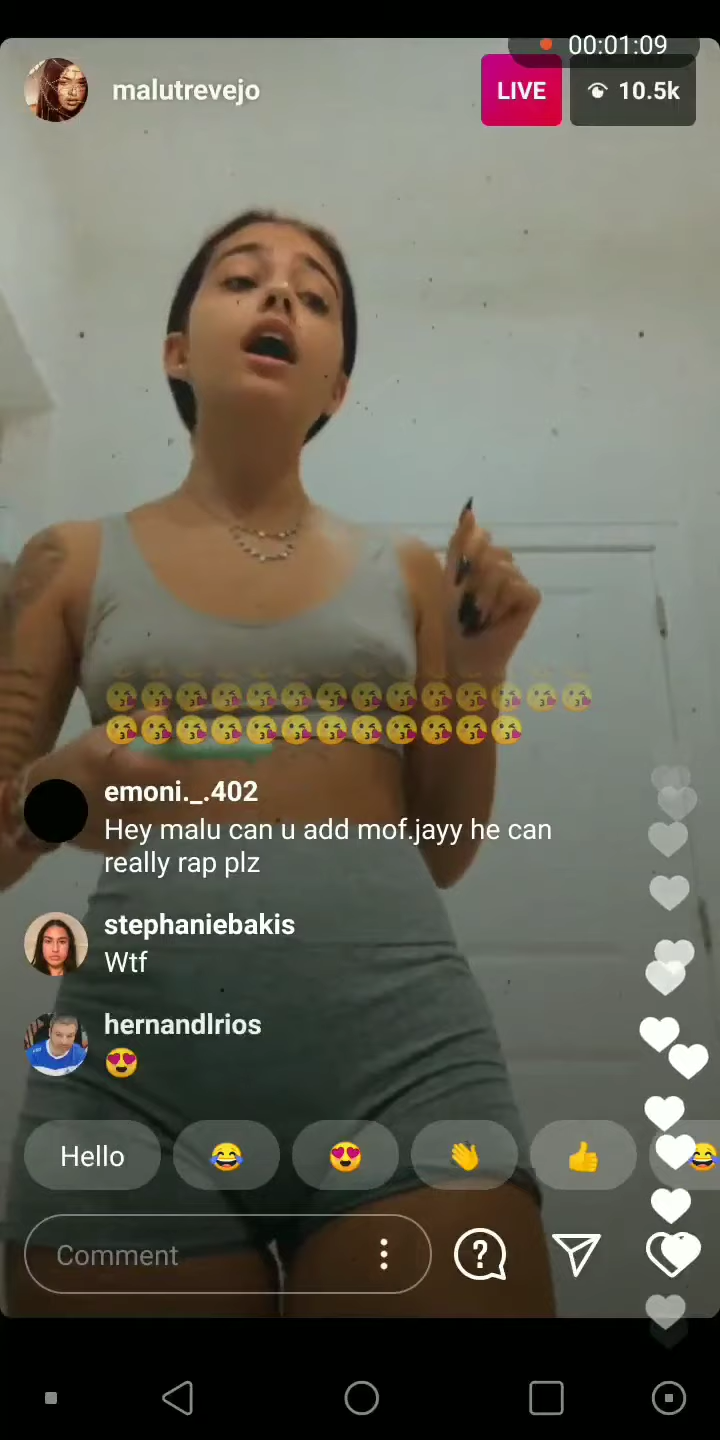 00:01:09
malutrevejo
LIVE
10.5k
emoni._.402
Hey malu can u add mof.jayy he can
really rap plz
stephaniebakis
Wtf
hernandlrios
Hello
Comment